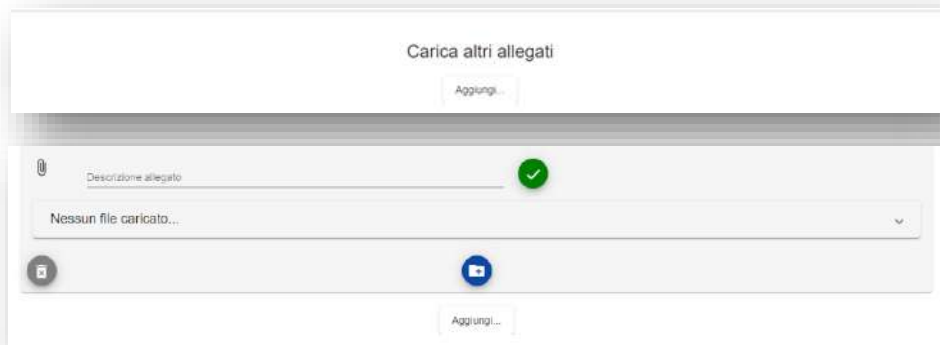 Carica altri allegati
Aggiungi...
Descrizione allegato
Nessun file caricato...
Aggiungi...